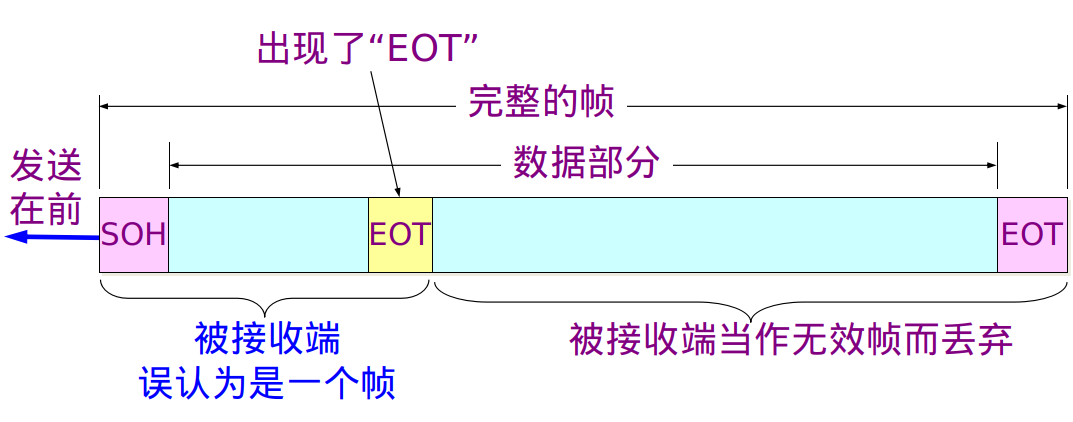 出现了“EOT”
完整的帧
数据部分
发送
在前
SOH
EOT
EOT
被接收端
误认为是一个帧
被接收端当作无效帧而丢弃